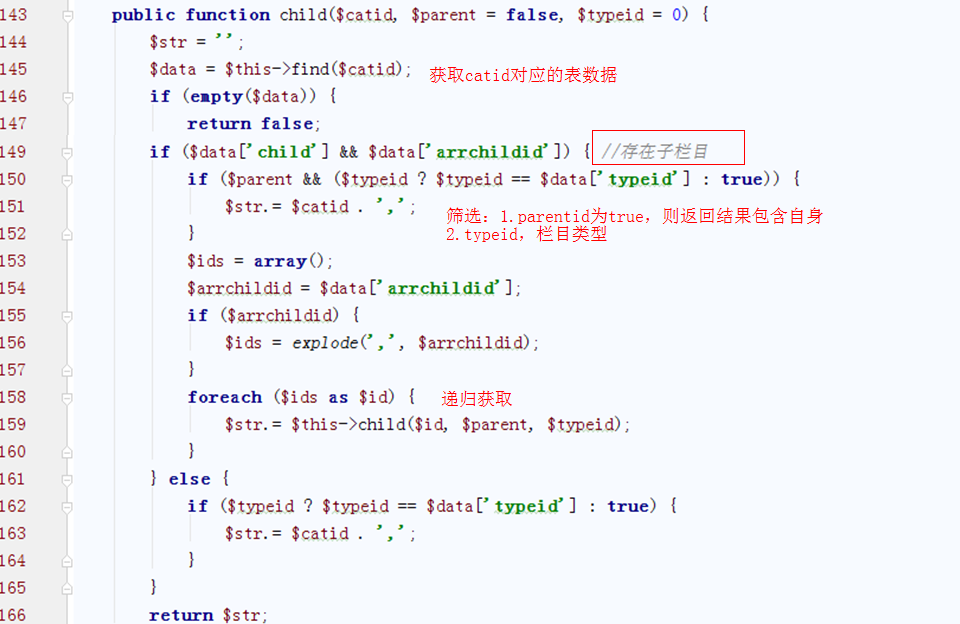 143 public function child($catid, $parent = false, $typeid = 0) {
144 $str = '';
145 $data = $this->find($catid); 获取catid对应的表数据
146 if (empty($data)) {
147 return false;
149 if ($data['child'] && $data['arrchildid']) { //存在子栏目
150 if ($parent && ($typeid ? $typeid == $data['typeid'] : true)) {
151 $str.= $catid . ','; 筛选：1.parentid为true，则返回结果包含自身
152 } 2.typeid，栏目类型
153 $ids = array();
154 $arrchildid = $data['arrchildid'];
155 if ($arrchildid) {
156 $ids = explode(',', $arrchildid);
157 }
158 foreach ($ids as $id) { 递归获取
159 $str.= $this->child($id, $parent, $typeid);
160 }
161 } else {
162 if ($typeid ? $typeid == $data['typeid'] : true) {
163 $str.= $catid . ',';
164 }
165 }
166 return $str;